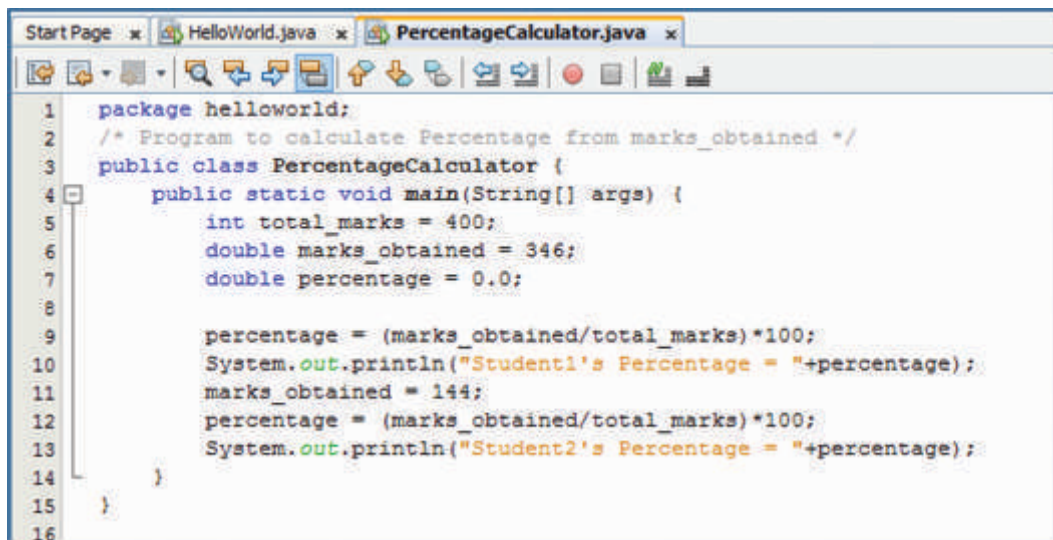 Start Page x HelloWorld.java x PercentageCalculator.java x
1 package helloworld;
2 /* Program to calculate Percentage from marks_obtained */
3 public class PercentageCalculator {
4 public static void main(String[] args) {
5 int total_marks = 400;
6 double marks_obtained = 346;
7 double percentage = 0.0;
8
9 percentage = (marks_obtained/total_marks)*100;
10 System.out.println("Student1's Percentage = "+percentage);
11 marks_obtained = 144;
12 percentage = (marks_obtained/total_marks)*100;
13 System.out.println("Student2's Percentage = "+percentage);
14 }
15 }
16